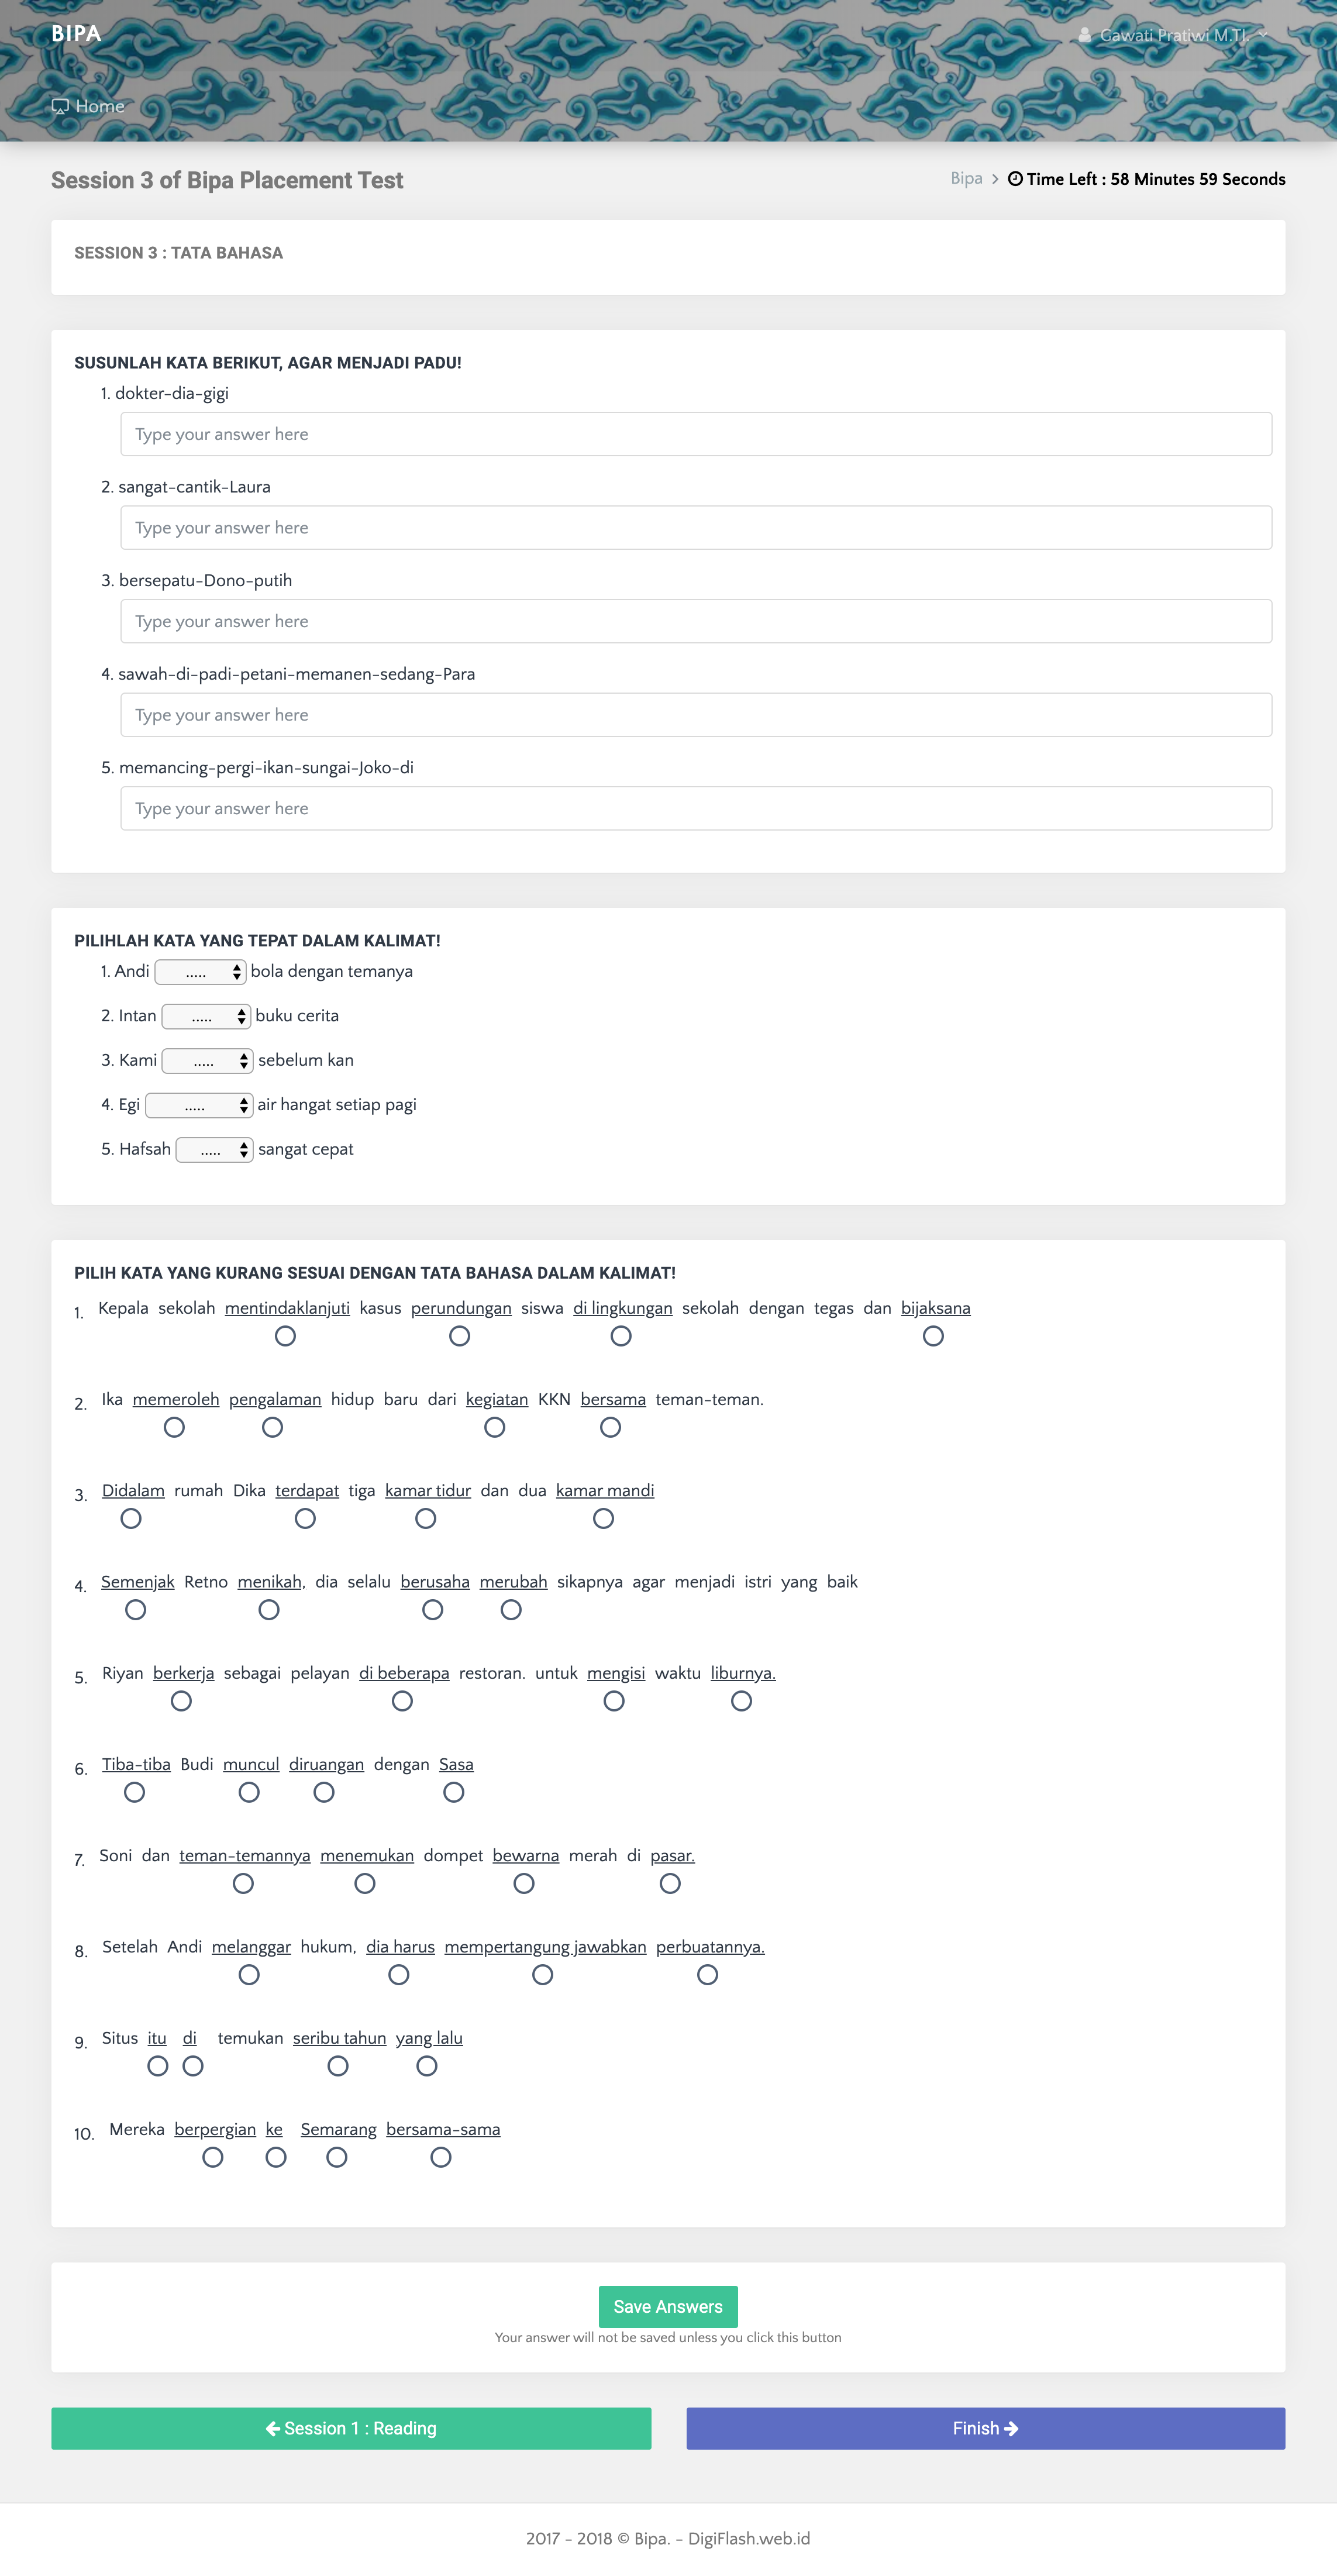 BIPA
Gawati Pratiwi M.TI.
Home
Session 3 of Bipa Placement Test
Bipa > Time Left : 58 Minutes 59 Seconds
SESSION 3 : TATA BAHASA
SUSUNLAH KATA BERIKUT, AGAR MENJADI PADU!
1. dokter-dia-gigi
Type your answer here
2. sangat-cantik-Laura
Type your answer here
3. bersepatu-Dono-putih
Type your answer here
4. sawah-di-padi-petani-memanen-sedang-Para
Type your answer here
5. memancing-pergi-ikan-sungai-Joko-di
Type your answer here
PILIHLAH KATA YANG TEPAT DALAM KALIMAT!
1. Andi ..... bola dengan temanya
2. Intan ..... buku cerita
3. Kami ..... sebelum kan
4. Egi ..... air hangat setiap pagi
5. Hafsah ..... sangat cepat
PILIH KATA YANG KURANG SESUAI DENGAN TATA BAHASA DALAM KALIMAT!
1. Kepala sekolah mentindaklanjuti kasus perundungan siswa di lingkungan sekolah dengan tegas dan bijaksana
2. Ika memeroleh pengalaman hidup baru dari kegiatan KKN bersama teman-teman.
3. Didalam rumah Dika terdapat tiga kamar tidur dan dua kamar mandi
4. Semenjak Retno menikah, dia selalu berusaha merubah sikapnya agar menjadi istri yang baik
5. Riyan berkerja sebagai pelayan di beberapa restoran. untuk mengisi waktu liburnya.
6. Tiba-tiba Budi muncul diruangan dengan Sasa
7. Soni dan teman-temannya menemukan dompet bewarna merah di pasar.
8. Setelah Andi melanggar hukum, dia harus mempertangung jawabkan perbuatannya.
9. Situs itu di temukan seribu tahun yang lalu
10. Mereka berpergian ke Semarang bersama-sama
Save Answers
Your answer will not be saved unless you click this button
Session 1 : Reading
Finish
2017 - 2018 © Bipa. - DigiFlash.web.id